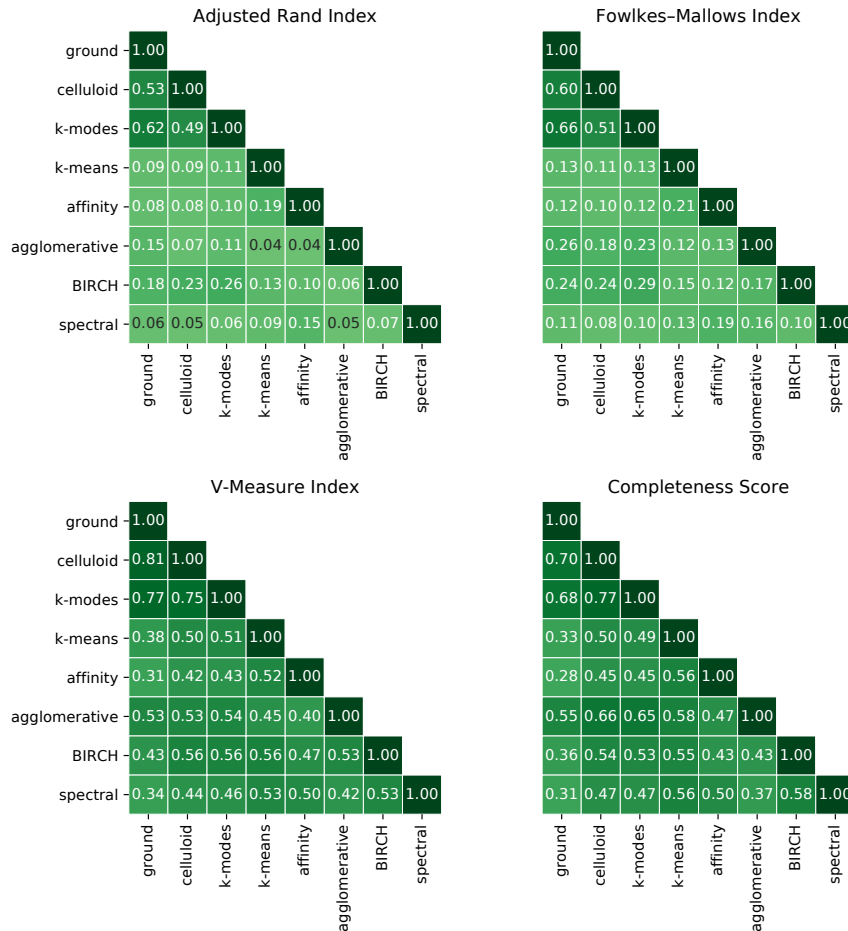 Adjusted Rand Index
ground 1.00
celluloid 0.53 1.00
k-modes 0.62 0.49 1.00
k-means 0.09 0.09 0.11 1.00
affinity 0.08 0.08 0.10 0.19 1.00
agglomerative 0.15 0.07 0.11 0.04 0.04 1.00
BIRCH 0.18 0.23 0.26 0.13 0.10 0.06 1.00
spectral 0.06 0.05 0.06 0.09 0.15 0.05 0.07 1.00
ground celluloid k-modes k-means affinity agglomerative BIRCH spectral
Fowlkes–Mallows Index
1.00
0.60 1.00
0.66 0.51 1.00
0.13 0.11 0.13 1.00
0.12 0.10 0.12 0.21 1.00
0.26 0.18 0.23 0.12 0.13 1.00
0.24 0.24 0.29 0.15 0.12 0.17 1.00
0.11 0.08 0.10 0.13 0.19 0.16 0.10 1.00
ground celluloid k-modes k-means affinity agglomerative BIRCH spectral
V-Measure Index
ground 1.00
celluloid 0.81 1.00
k-modes 0.77 0.75 1.00
k-means 0.38 0.50 0.51 1.00
affinity 0.31 0.42 0.43 0.52 1.00
agglomerative 0.53 0.53 0.54 0.45 0.40 1.00
BIRCH 0.43 0.56 0.56 0.56 0.47 0.53 1.00
spectral 0.34 0.44 0.46 0.53 0.50 0.42 0.53 1.00
ground celluloid k-modes k-means affinity agglomerative BIRCH spectral
Completeness Score
1.00
0.70 1.00
0.68 0.77 1.00
0.33 0.50 0.49 1.00
0.28 0.45 0.45 0.56 1.00
0.55 0.66 0.65 0.58 0.47 1.00
0.36 0.54 0.53 0.55 0.43 0.43 1.00
0.31 0.47 0.47 0.56 0.50 0.37 0.58 1.00
ground celluloid k-modes k-means affinity agglomerative BIRCH spectral